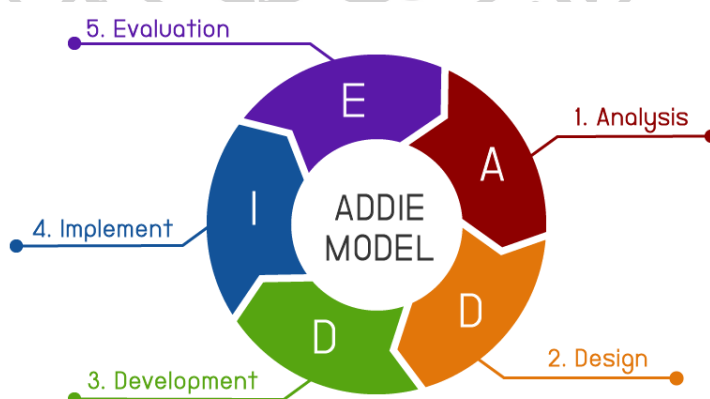 5. Evaluation
E
1. Analysis
A
ADDIE
MODEL
I
4. Implement
D
D
2. Design
3. Development